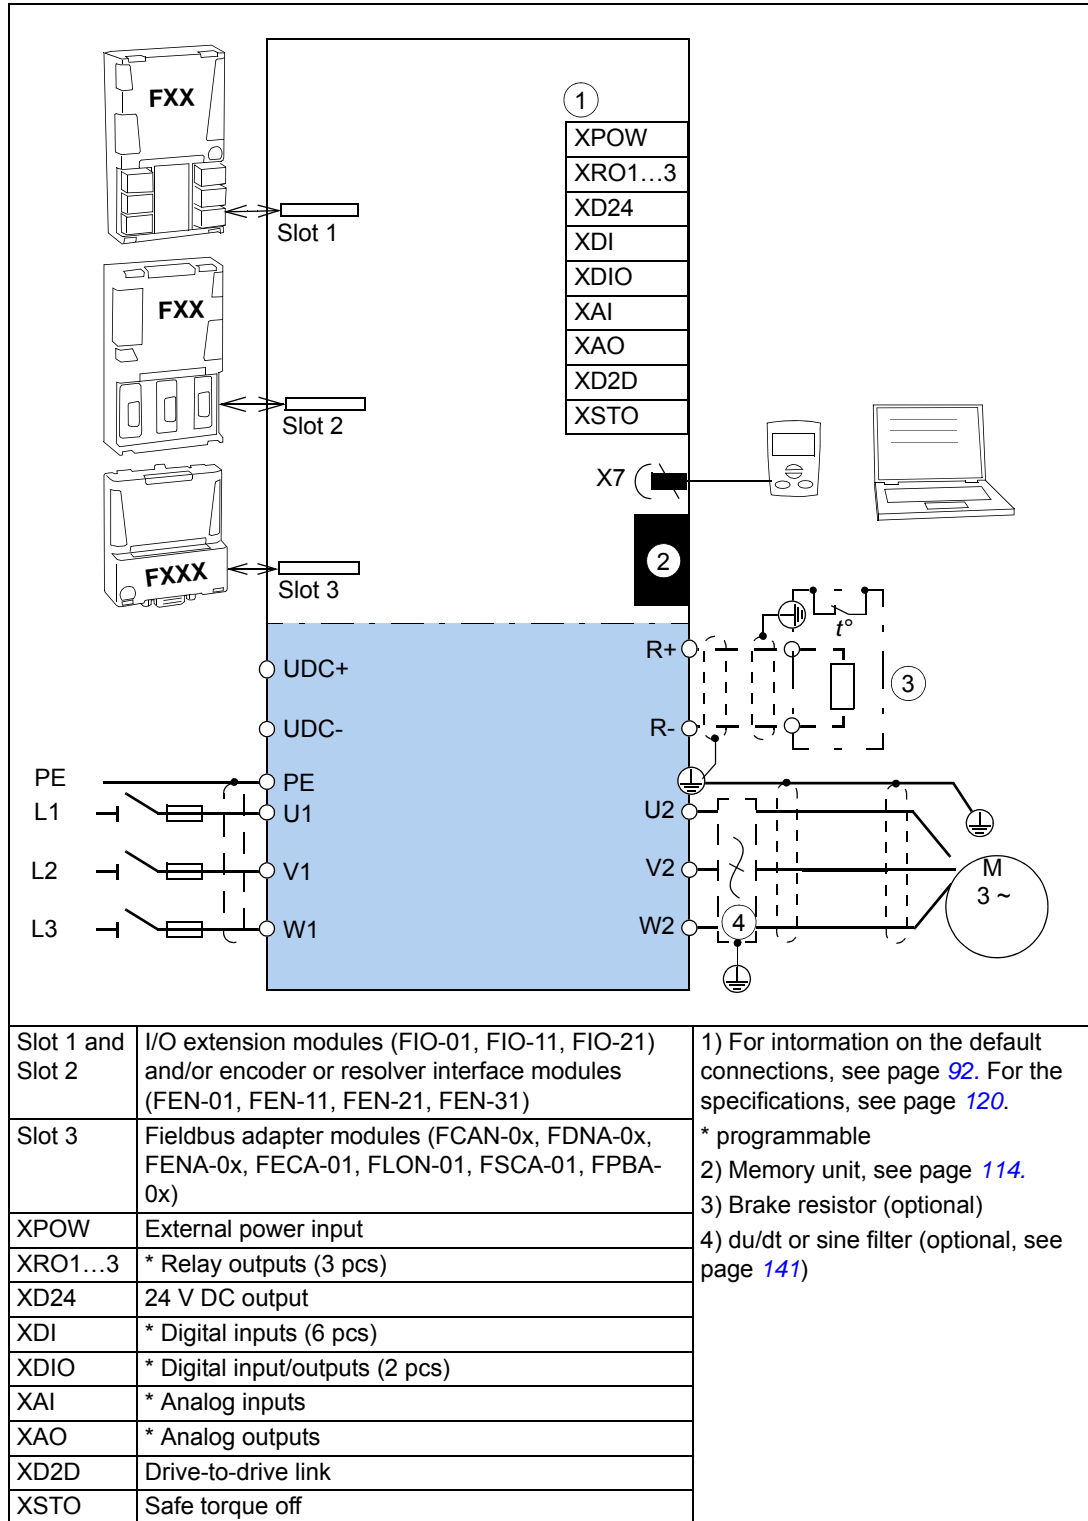 FXX
1
XPOW
XRO1…3
XD24
Slot 1
XDI
XDIO
FXX
XAI
XAO
XD2D
Slot 2
XSTO
X7
2
FXXX
Slot 3
t°
R+
UDC+
3
UDC-
R-
PE
PE
L1
U1
U2
L2
V1
V2
M
3 ~
L3
W1
W2
4
Slot 1 and
Slot 2
I/O extension modules (FIO-01, FIO-11, FIO-21)
and/or encoder or resolver interface modules
(FEN-01, FEN-11, FEN-21, FEN-31)
Slot 3
Fieldbus adapter modules (FCAN-0x, FDNA-0x,
FENA-0x, FECA-01, FLON-01, FSCA-01, FPBA-
0x)
XPOW External power input
XRO1…3 * Relay outputs (3 pcs)
XD24 24 V DC output
XDI * Digital inputs (6 pcs)
XDIO * Digital input/outputs (2 pcs)
XAI * Analog inputs
XAO * Analog outputs
XD2D Drive-to-drive link
XSTO Safe torque off
1) For intormation on the default
connections, see page 92. For the
specifications, see page 120.
* programmable
2) Memory unit, see page 114.
3) Brake resistor (optional)
4) du/dt or sine filter (optional, see
page 141)